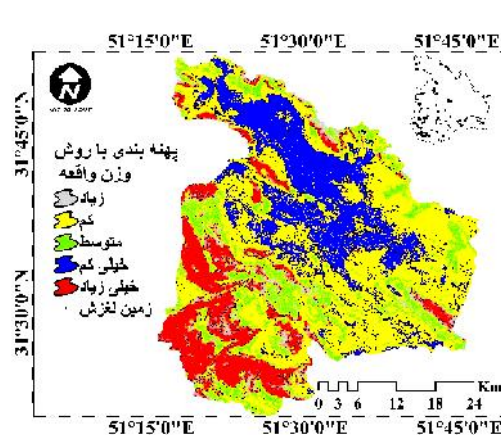 51°15'0"E 51°30'0"E 51°45'0"E
31°45'0"N
31°30'0"N
N
پهنه بندی با روش
وزن واقعه
زیاد
کم
متوسط
خیلی کم
خیلی زیاد
زمین لغزش
Km
0 3 6 12 18 24
51°15'0"E 51°30'0"E 51°45'0"E